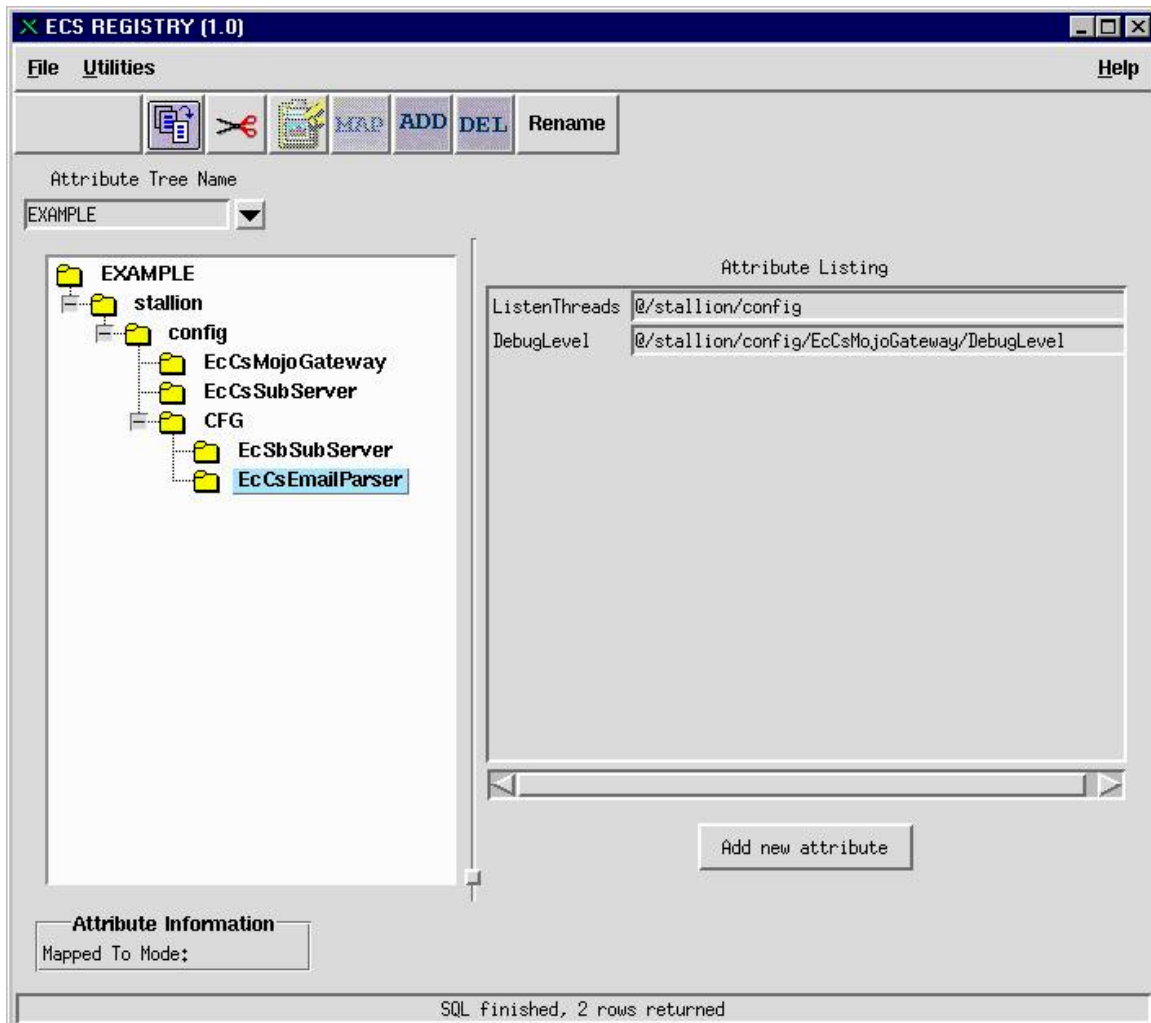 ECS REGISTRY (1.0)
File Utilities Help
MAP ADD DEL Rename
Attribute Tree Name
EXAMPLE
EXAMPLE
stallion
config
EcCsMojoGateway
EcCsSubServer
CFG
EcSbSubServer
EcCsEmailParser
Attribute Listing
ListenThreads @/stallion/config
DebugLevel @/stallion/config/EcCsMojoGateway/DebugLevel
Add new attribute
Attribute Information
Mapped To Mode:
SQL finished, 2 rows returned